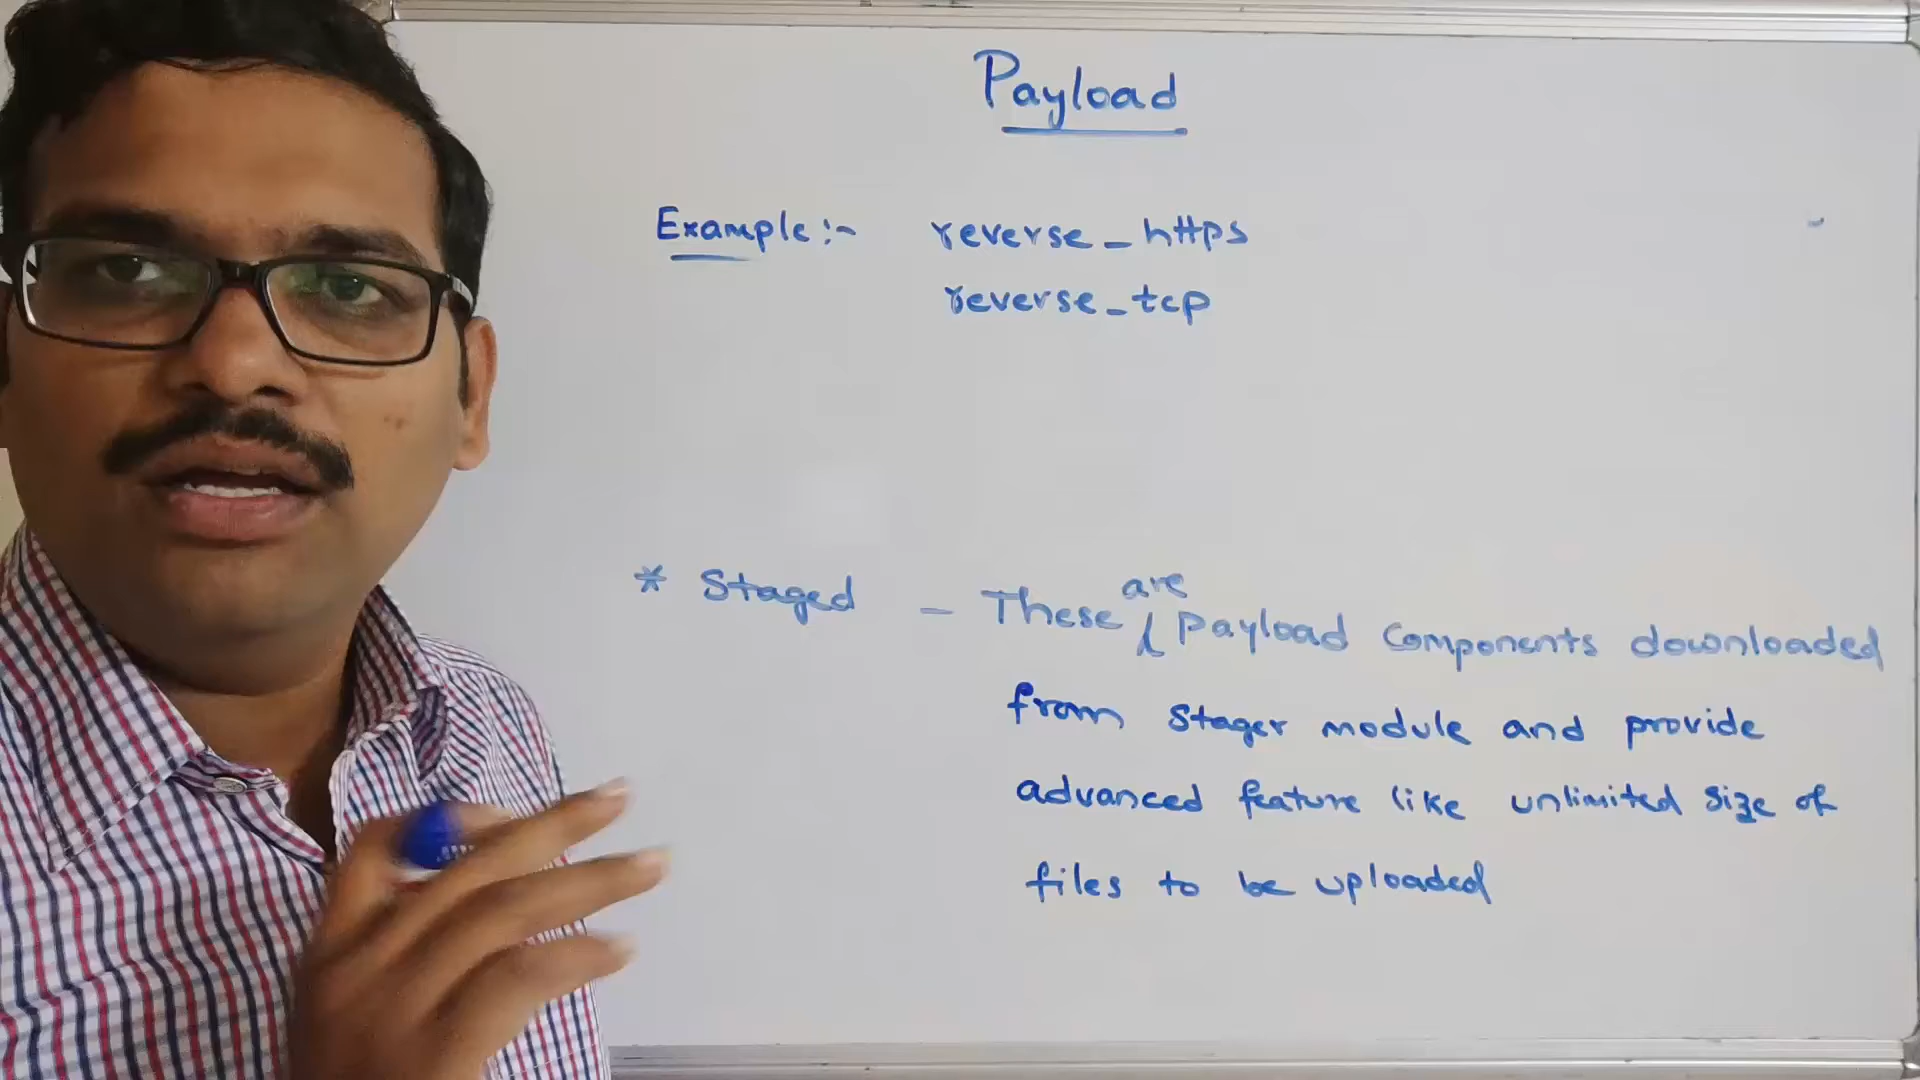 Payload
Example:- reverse_https
reverse_tcp
* Staged - These are payload components downloaded
from stager module and provide
advanced feature like unlimited size of
files to be uploaded